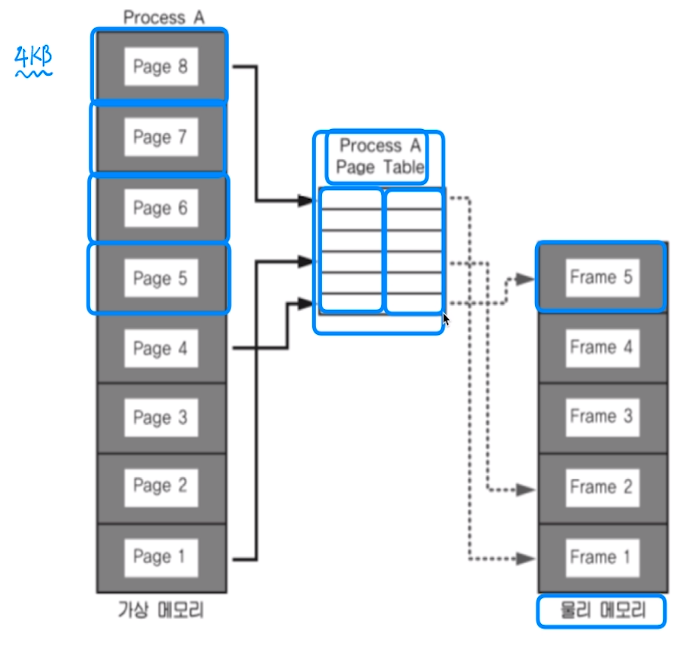 Process A
4KB
Page 8
Page 7
Page 6
Page 5
Page 4
Page 3
Page 2
Page 1
가상 메모리
Process A
Page Table
Frame 5
Frame 4
Frame 3
Frame 2
Frame 1
물리 메모리